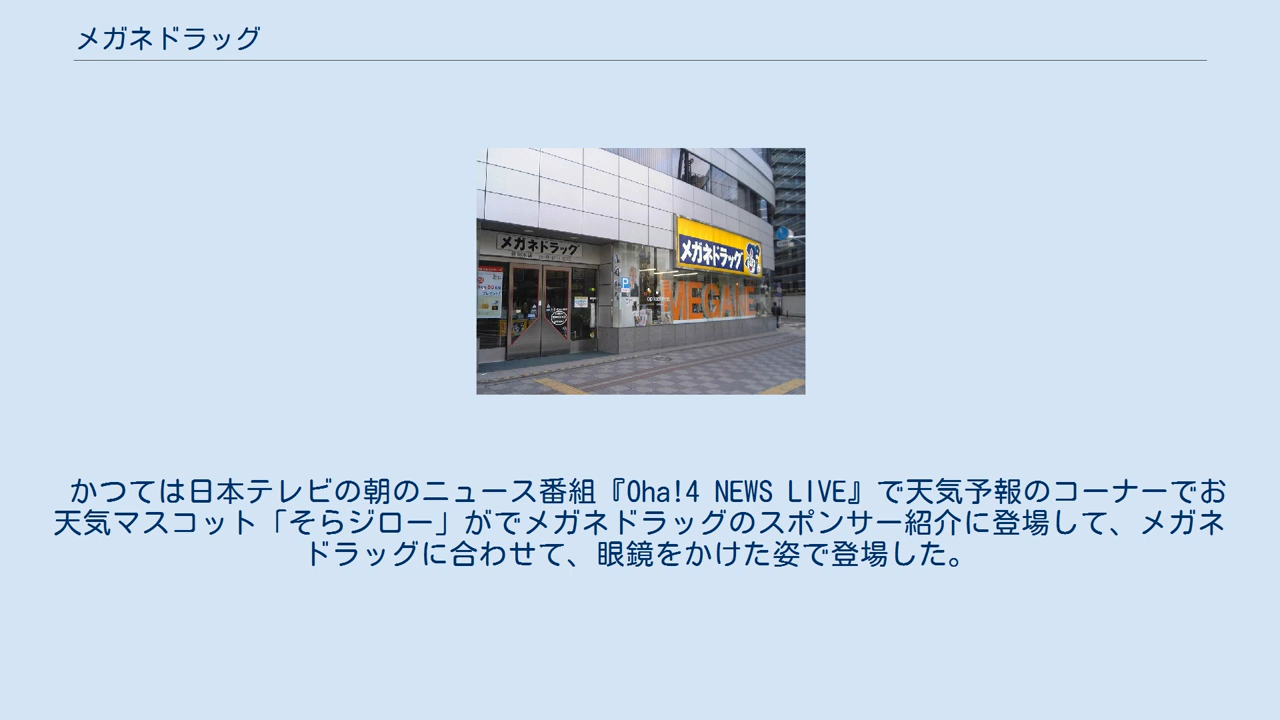 メガネドラッグ
メガネドラッグ
メガネドラッグ
MEGANE
P
かつては日本テレビの朝のニュース番組『Oha!4 NEWS LIVE』で天気予報のコーナーでお
天気マスコット「そらジロー」がでメガネドラッグのスポンサー紹介に登場して、メガネ
ドラッグに合わせて、眼鏡をかけた姿で登場した。